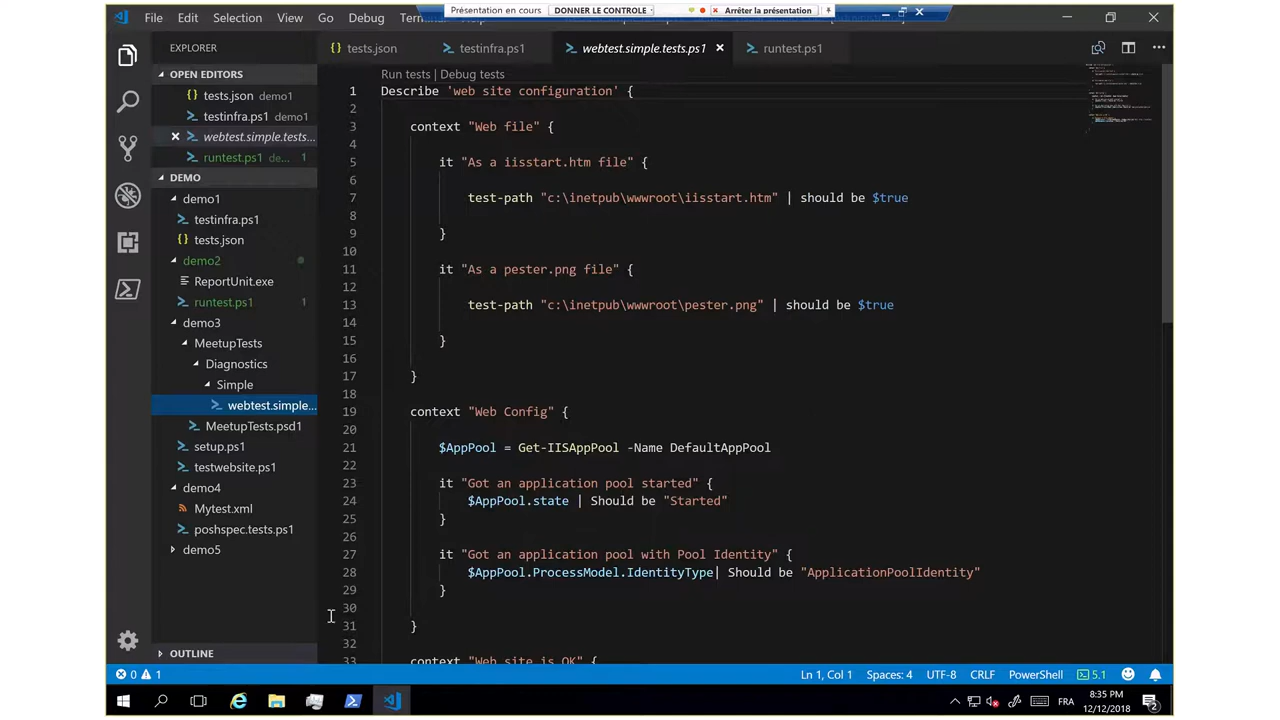 Présentation en cours DONNER LE CONTROLE Arrêter la présentation
File Edit Selection View Go Debug
EXPLORER
OPEN EDITORS
tests.json demo1
testinfra.ps1 demo1
webtest.simple.tests...
runtest.ps1 de... 1
DEMO
demo1
testinfra.ps1
tests.json
demo2
ReportUnit.exe
runtest.ps1 1
demo3
MeetupTests
Diagnostics
Simple
webtest.simple...
MeetupTests.psd1
setup.ps1
testwebsite.ps1
demo4
Mytest.xml
poshspec.tests.ps1
demo5
OUTLINE
tests.json testinfra.ps1 webtest.simple.tests.ps1 runtest.ps1
Run tests | Debug tests
1 Describe 'web site configuration' {
2
3 context "Web file" {
4
5 it "As a iisstart.htm file" {
6
7 test-path "c:\inetpub\wwwroot\iisstart.htm" | should be $true
8
9 }
10
11 it "As a pester.png file" {
12
13 test-path "c:\inetpub\wwwroot\pester.png" | should be $true
14
15 }
16
17 }
18
19 context "Web Config" {
20
21 $AppPool = Get-IISAppPool -Name DefaultAppPool
22
23 it "Got an application pool started" {
24 $AppPool.state | Should be "Started"
25 }
26
27 it "Got an application pool with Pool Identity" {
28 $AppPool.ProcessModel.IdentityType| Should be "ApplicationPoolIdentity"
29 }
30
31 }
32
33 context "Web site is OK" {
0 1 Ln 1, Col 1 Spaces: 4 UTF-8 CRLF PowerShell 5.1
FRA 8:35 PM
12/12/2018 2